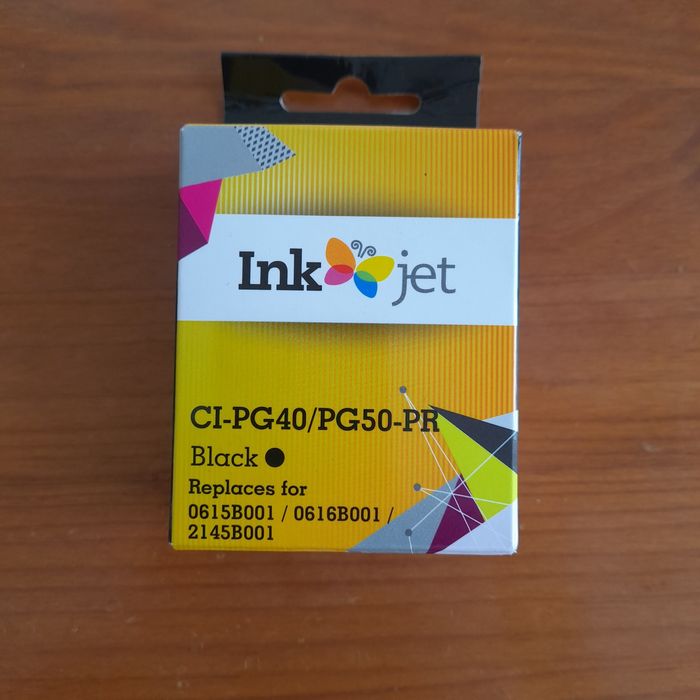 Ink jet
CI-PG40/PG50-PR
Black
Replaces for
0615B001 / 0616B001 /
2145B001